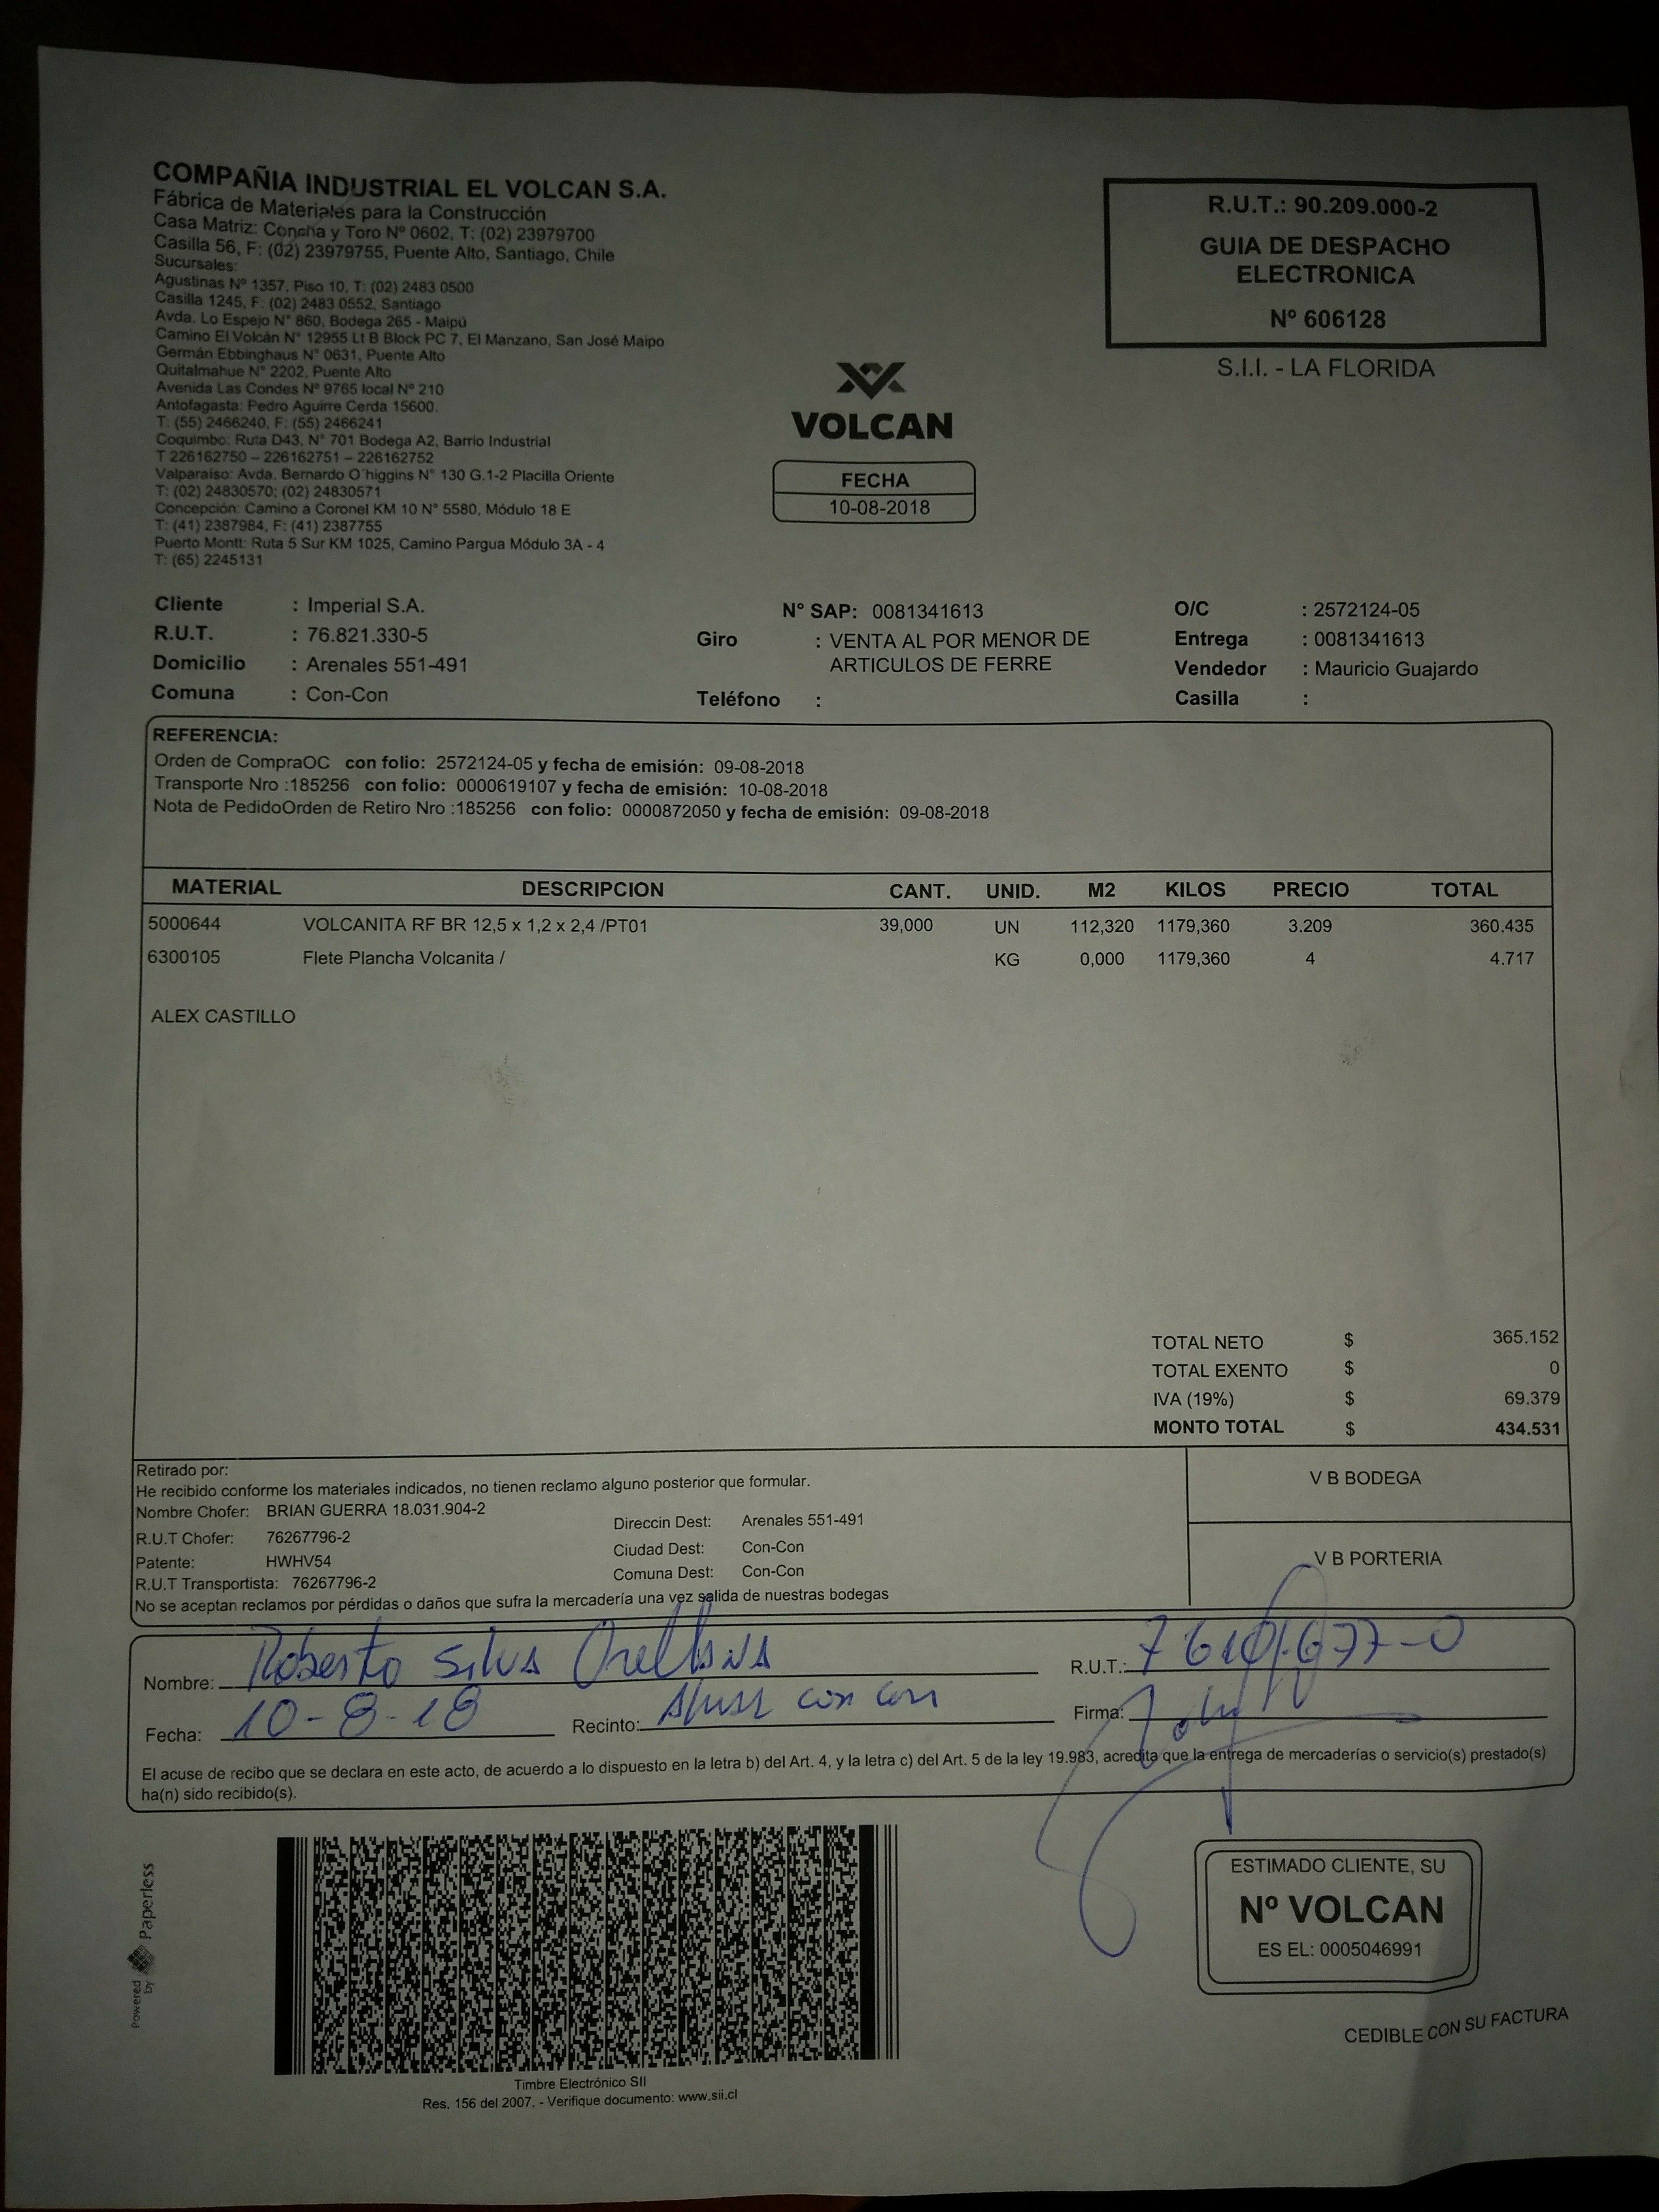 COMPAÑIA INDUSTRIAL EL VOLCAN S.A.
Fábrica de Materiales para la Construcción
Casa Matriz: Concha y Toro Nº 0602, T: (02) 23979700
Casilla 56, F: (02) 23979755, Puente Alto, Santiago, Chile
Sucursales:
Agustinas Nº 1357, Piso 10, T: (02) 2483 0500
Casilla 1245, F: (02) 2483 0552, Santiago
Avda. Lo Espejo N° 860, Bodega 265 - Maipú
Camino El Volcán N° 12955 Lt B Block PC 7, El Manzano, San José Maipo
Germán Ebbinghaus N° 0631, Puente Alto
Quitalmahue N° 2202, Puente Alto
Avenida Las Condes Nº 9765 local Nº 210
Antofagasta: Pedro Aguirre Cerda 15600.
T: (55) 2466240, F: (55) 2466241
Coquimbo: Ruta D43, N° 701 Bodega A2, Barrio Industrial
T 226162750 – 226162751 – 226162752
Valparaíso: Avda. Bernardo O´higgins N° 130 G.1-2 Placilla Oriente
T: (02) 24830570; (02) 24830571
Concepción: Camino a Coronel KM 10 N° 5580, Módulo 18 E
T: (41) 2387984, F: (41) 2387755
Puerto Montt: Ruta 5 Sur KM 1025, Camino Pargua Módulo 3A - 4
T: (65) 2245131
R.U.T.: 90.209.000-2
GUIA DE DESPACHO
ELECTRONICA
Nº 606128
S.I.I. - LA FLORIDA
VOLCAN
FECHA
10-08-2018
Cliente : Imperial S.A. N° SAP: 0081341613 O/C : 2572124-05
R.U.T. : 76.821.330-5 Giro : VENTA AL POR MENOR DE Entrega : 0081341613
Domicilio : Arenales 551-491 ARTICULOS DE FERRE Vendedor : Mauricio Guajardo
Comuna : Con-Con Teléfono : Casilla :
REFERENCIA:
Orden de CompraOC con folio: 2572124-05 y fecha de emisión: 09-08-2018
Transporte Nro :185256 con folio: 0000619107 y fecha de emisión: 10-08-2018
Nota de PedidoOrden de Retiro Nro :185256 con folio: 0000872050 y fecha de emisión: 09-08-2018
MATERIAL DESCRIPCION CANT. UNID. M2 KILOS PRECIO TOTAL
5000644 VOLCANITA RF BR 12,5 x 1,2 x 2,4 /PT01 39,000 UN 112,320 1179,360 3.209 360.435
6300105 Flete Plancha Volcanita / KG 0,000 1179,360 4 4.717
ALEX CASTILLO
TOTAL NETO $ 365.152
TOTAL EXENTO $ 0
IVA (19%) $ 69.379
MONTO TOTAL $ 434.531
Retirado por:
He recibido conforme los materiales indicados, no tienen reclamo alguno posterior que formular.
Nombre Chofer: BRIAN GUERRA 18.031.904-2
R.U.T Chofer: 76267796-2
Patente: HWHV54
R.U.T Transportista: 76267796-2
Direccin Dest: Arenales 551-491
Ciudad Dest: Con-Con
Comuna Dest: Con-Con
No se aceptan reclamos por pérdidas o daños que sufra la mercadería una vez salida de nuestras bodegas
V B BODEGA
V B PORTERIA
Nombre: Roberto Silva Orellana R.U.T.:
Fecha: 10-8-18 Recinto: con con Firma:
El acuse de recibo que se declara en este acto, de acuerdo a lo dispuesto en la letra b) del Art. 4, y la letra c) del Art. 5 de la ley 19.983, acredita que la entrega de mercaderías o servicio(s) prestado(s)
ha(n) sido recibido(s).
Powered by Paperless
Timbre Electrónico SII
Res. 156 del 2007. - Verifique documento: www.sii.cl
ESTIMADO CLIENTE, SU
Nº VOLCAN
ES EL: 0005046991
CEDIBLE CON SU FACTURA